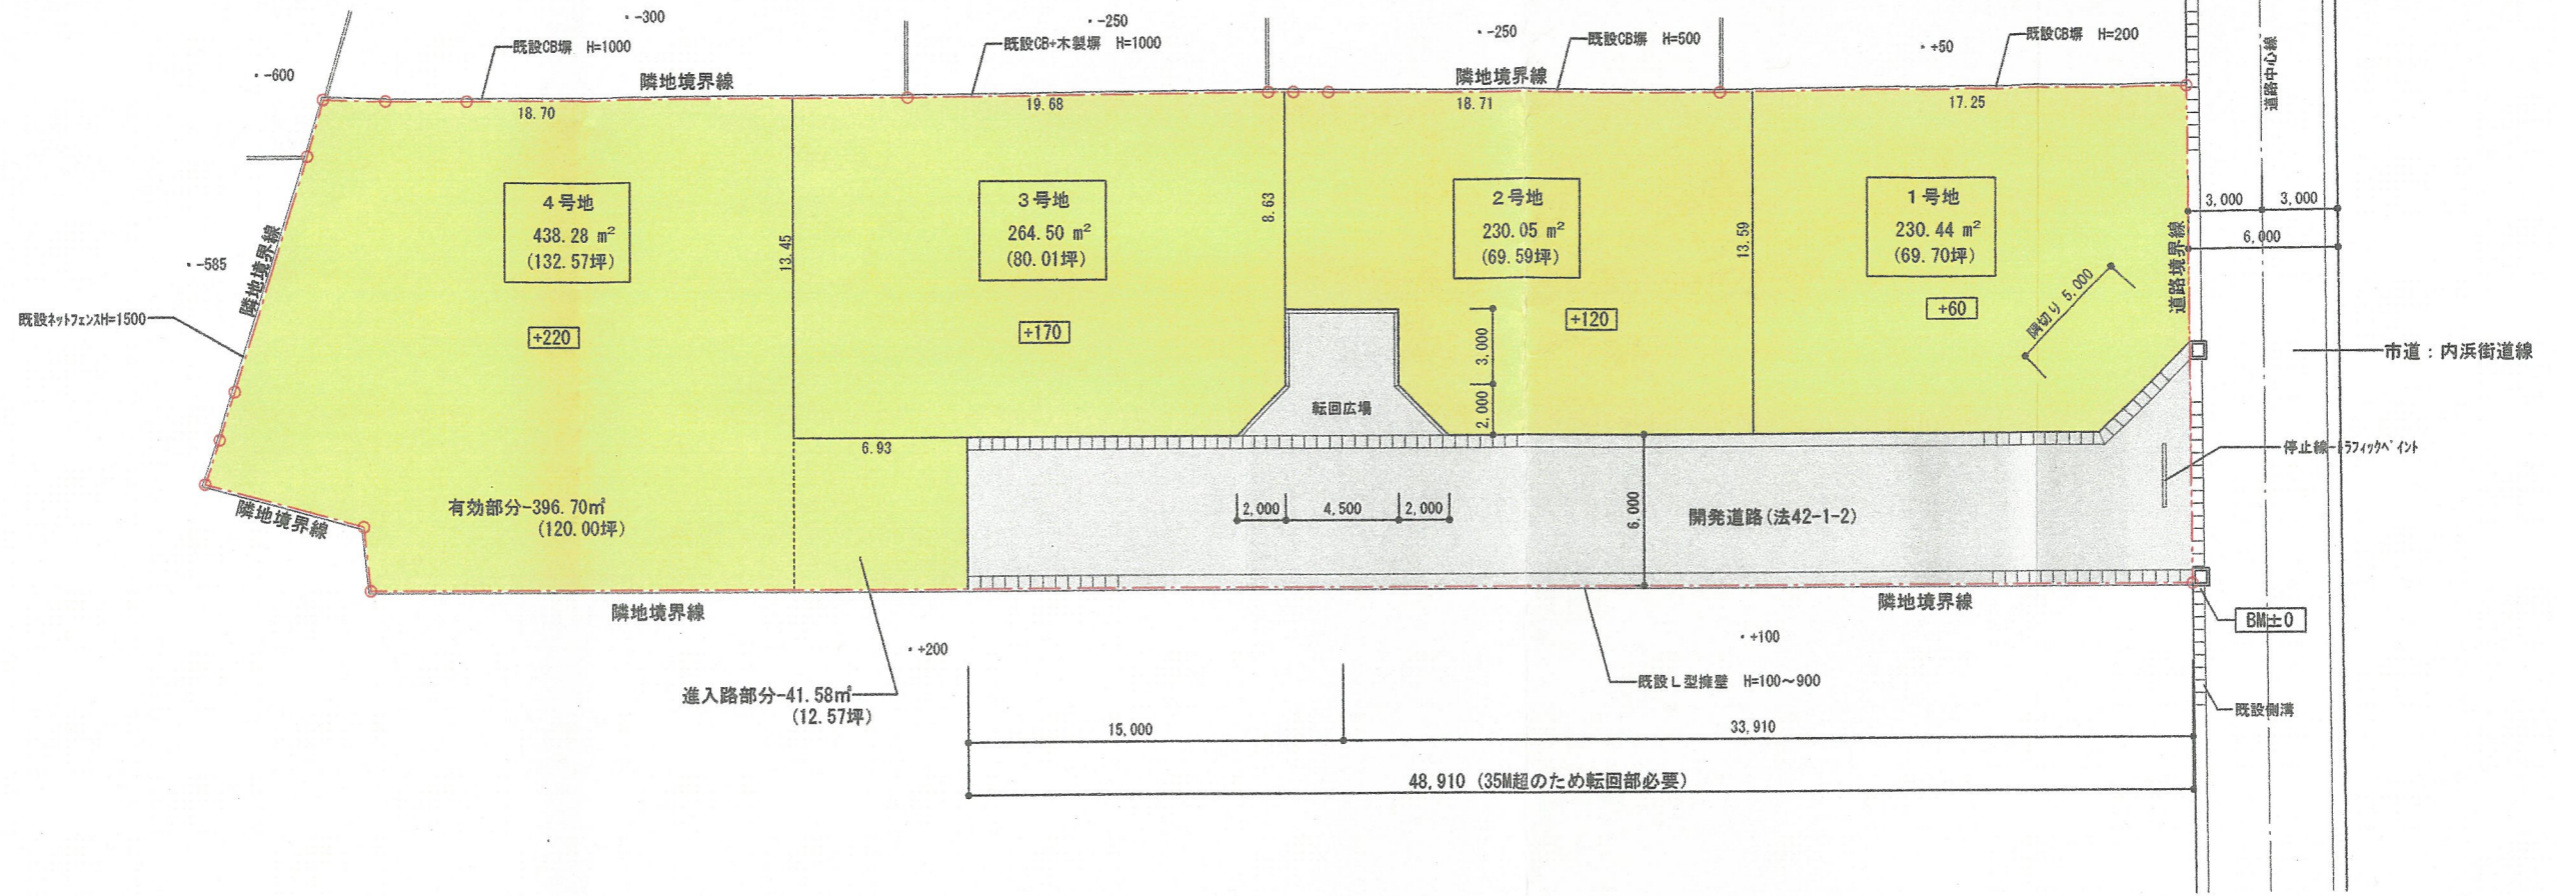 ・-300
・-250
・-250
・+50
・-600
既設CB塀 H=1000
既設CB+木製塀 H=1000
既設CB塀 H=500
既設CB塀 H=200
隣地境界線
隣地境界線
道路中心線
18.70
19.68
18.71
17.25
4号地
438.28 m²
(132.57坪)
+220
13.45
3号地
264.50 m²
(80.01坪)
+170
8.63
2号地
230.05 m²
(69.59坪)
+120
13.59
1号地
230.44 m²
(69.70坪)
+60
隅切り 5,000
道路境界線
3,000
3,000
6,000
・-585
隣地境界線
既設ネットフェンスH=1500
3,000
2,000
転回広場
市道：内浜街道線
停止線-トラフィックペイント
6.93
有効部分-396.70㎡
(120.00坪)
隣地境界線
2,000
4,500
2,000
6,000
開発道路(法42-1-2)
隣地境界線
隣地境界線
BM±0
・+200
・+100
進入路部分-41.58㎡
(12.57坪)
既設L型擁壁 H=100～900
既設側溝
15,000
33,910
48,910 (35M超のため転回部必要)